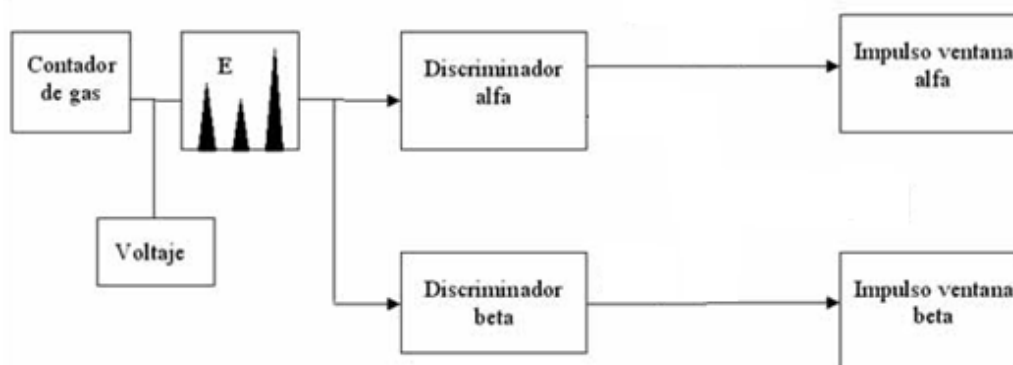 Contador
de gas
E
Discriminador
alfa
Impulso ventana
alfa
Voltaje
Discriminador
beta
Impulso ventana
beta